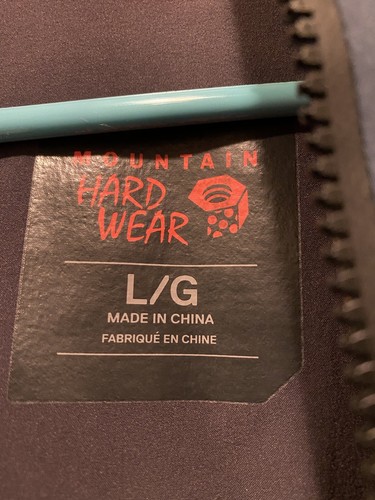 MOUNTAIN
HARD
WEAR
L/G
MADE IN CHINA
FABRIQUÉ EN CHINE